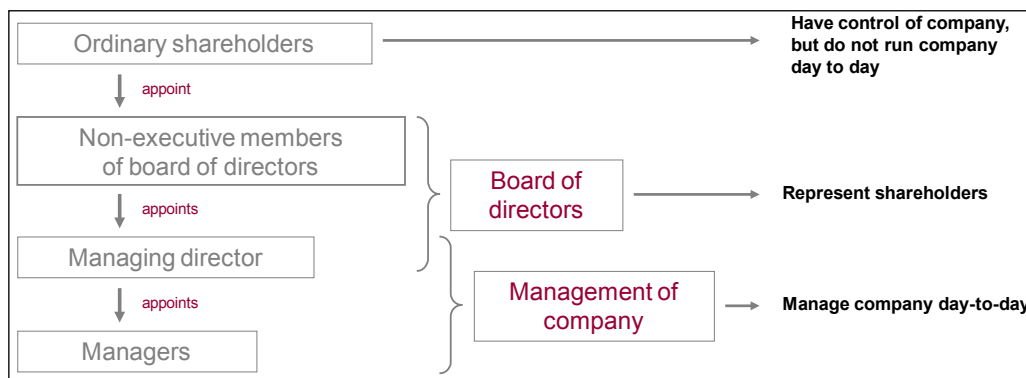 Ordinary shareholders
Have control of company,
but do not run company
day to day
appoint
Non-executive members
of board of directors
Board of
directors
Represent shareholders
appoints
Managing director
appoints
Management of
company
Manage company day-to-day
Managers